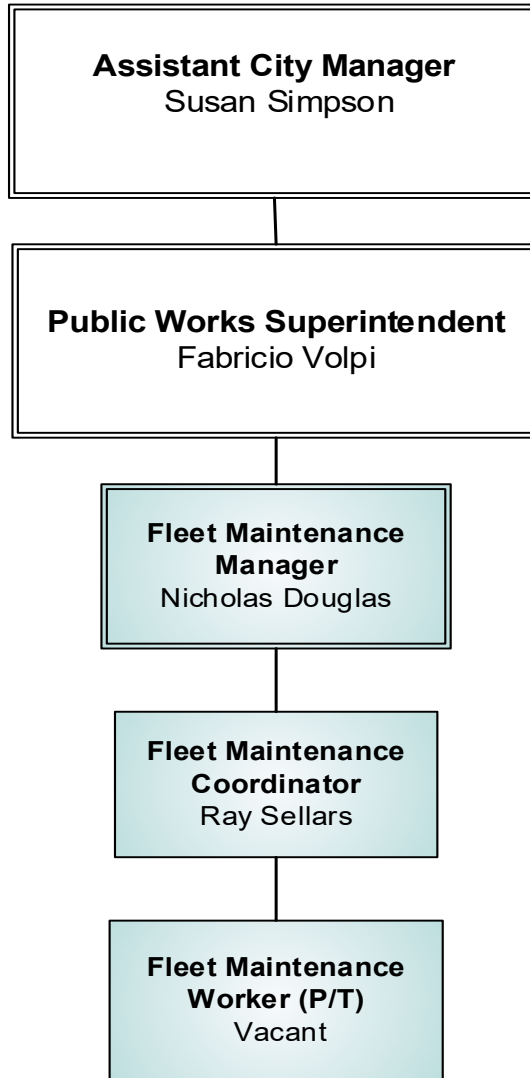 Assistant City Manager
Susan Simpson
Public Works Superintendent
Fabricio Volpi
Fleet Maintenance
Manager
Nicholas Douglas
Fleet Maintenance
Coordinator
Ray Sellars
Fleet Maintenance
Worker (P/T)
Vacant